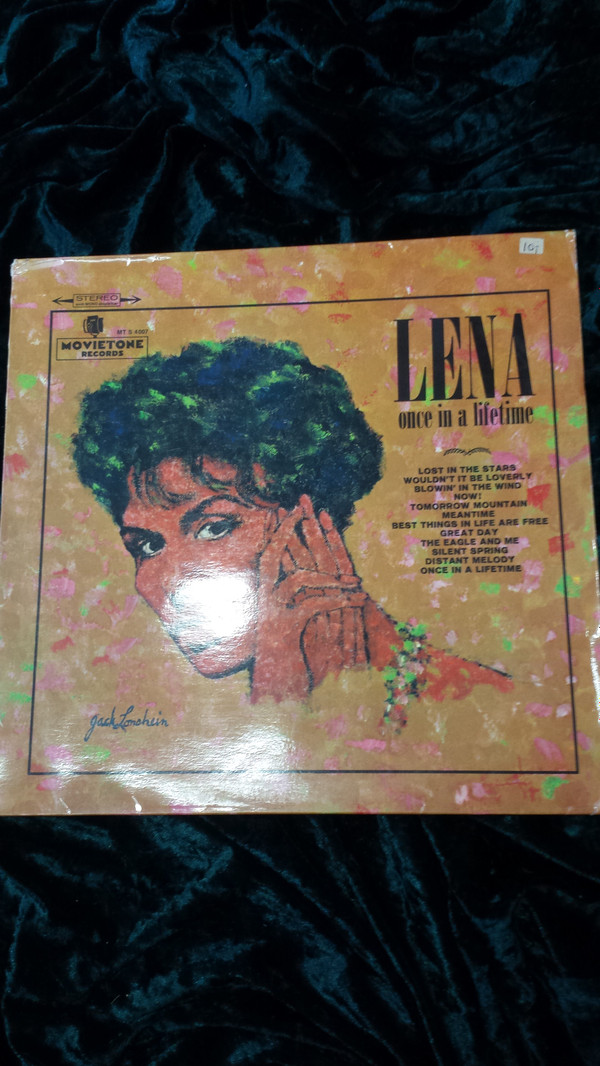 10;
STEREO
MT S 4007
MOVIETONE
RECORDS
LENA
once in a lifetime
LOST IN THE STARS
WOULDN'T IT BE LOVERLY
BLOWIN' IN THE WIND
NOW!
TOMORROW MOUNTAIN
MEANTIME
BEST THINGS IN LIFE ARE FREE
GREAT DAY
THE EAGLE AND ME
SILENT SPRING
DISTANT MELODY
ONCE IN A LIFETIME
Jack Lonshein